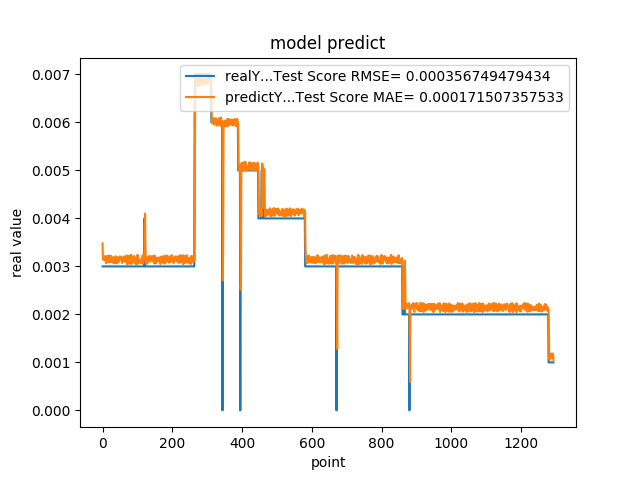 model predict
realY...Test Score RMSE= 0.000356749479434
predictY...Test Score MAE= 0.000171507357533
0.007
0.006
0.005
0.004
0.003
0.002
0.001
0.000
real value
0 200 400 600 800 1000 1200
point